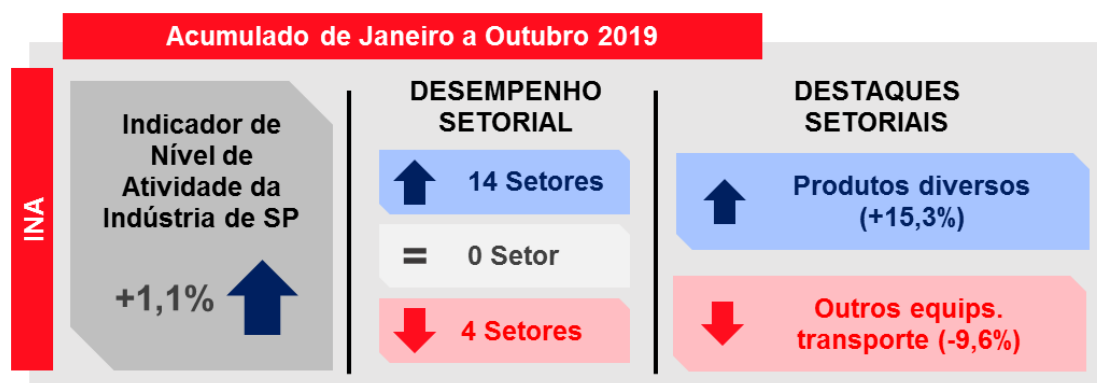 Acumulado de Janeiro a Outubro 2019
INA
Indicador de
Nível de
Atividade da
Indústria de SP
+1,1%
DESEMPENHO
SETORIAL
14 Setores
= 0 Setor
4 Setores
DESTAQUES
SETORIAIS
Produtos diversos
(+15,3%)
Outros equips.
transporte (-9,6%)